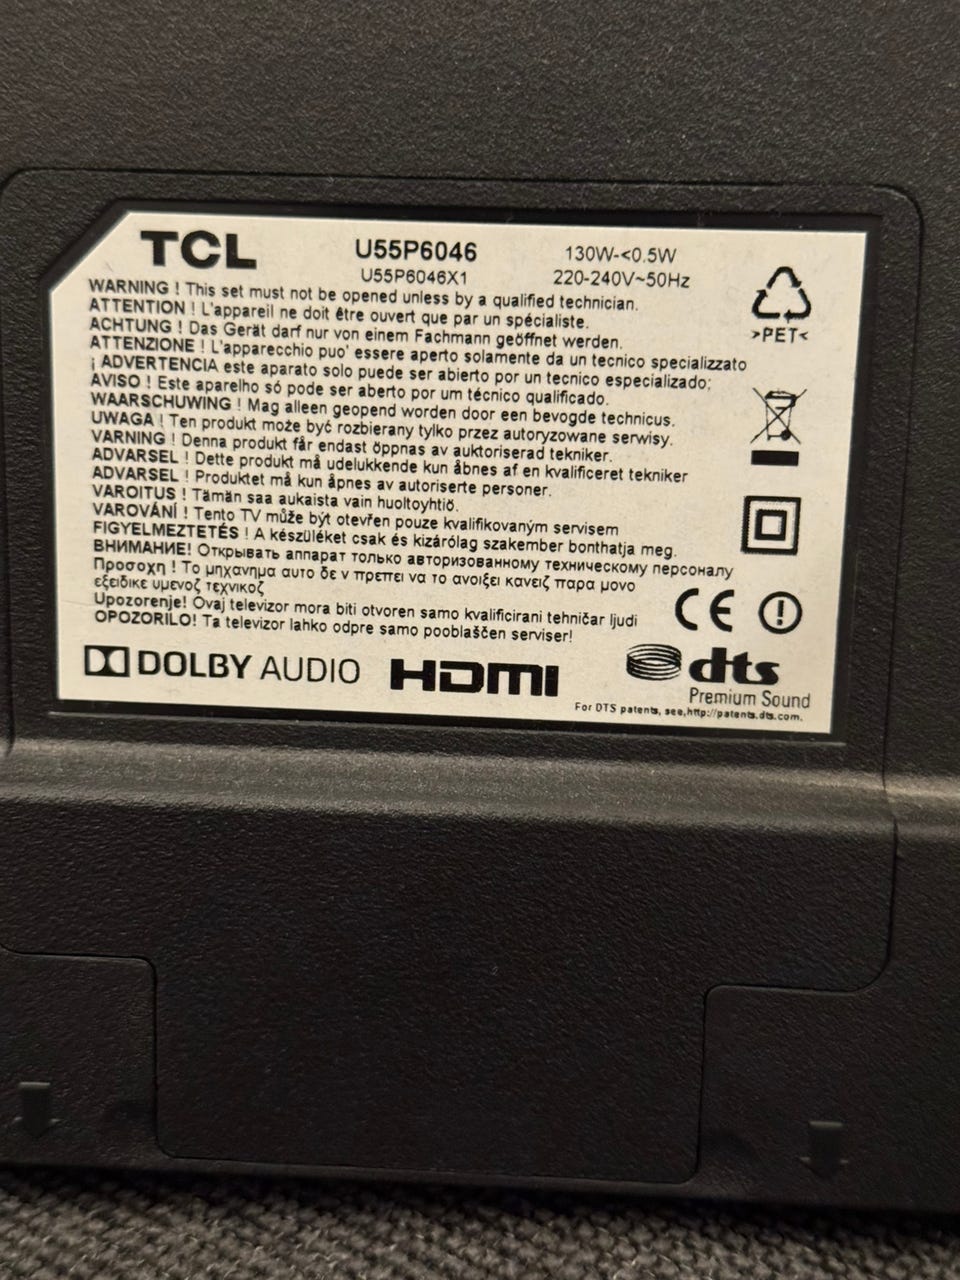 TCL U55P6046 130W-<0.5W
U55P6046X1 220-240V~50Hz
WARNING ! This set must not be opened unless by a qualified technician.
ATTENTION ! L'appareil ne doit être ouvert que par un spécialiste.
ACHTUNG ! Das Gerät darf nur von einem Fachmann geöffnet werden.
ATTENZIONE ! L'apparecchio puo' essere aperto solamente da un tecnico specializzato
¡ ADVERTENCIA este aparato solo puede ser abierto por un tecnico especializado;
AVISO ! Este aparelho só pode ser aberto por um técnico qualificado.
WAARSCHUWING ! Mag alleen geopend worden door een bevogde technicus.
UWAGA ! Ten produkt może być rozbierany tylko przez autoryzowane serwisy.
VARNING ! Denna produkt får endast öppnas av auktoriserad tekniker.
ADVARSEL ! Dette produkt må udelukkende kun åbnes af en kvalificeret tekniker
ADVARSEL ! Produktet må kun åpnes av autoriserte personer.
VAROITUS ! Tämän saa aukaista vain huoltoyhtiö.
VAROVÁNÍ ! Tento TV může být otevřen pouze kvalifikovaným servisem
FIGYELMEZTETÉS ! A készüléket csak és kizárólag szakember bonthatja meg.
ВНИМАНИЕ! Открывать аппарат только авторизованному техническому персоналу
Προσοχη ! Το μηχανημα αυτο δε ν πρεπει να το ανοιξει κανειζ παρα μονο
εξειδικε υμενοζ τεχνικοζ
Upozorenje! Ovaj televizor mora biti otvoren samo kvalificirani tehničar ljudi
OPOZORILO! Ta televizor lahko odpre samo pooblaščen serviser!
>PET<
CE
DOLBY AUDIO HDMI dts
Premium Sound
For DTS patents, see,http://patents.dts.com.